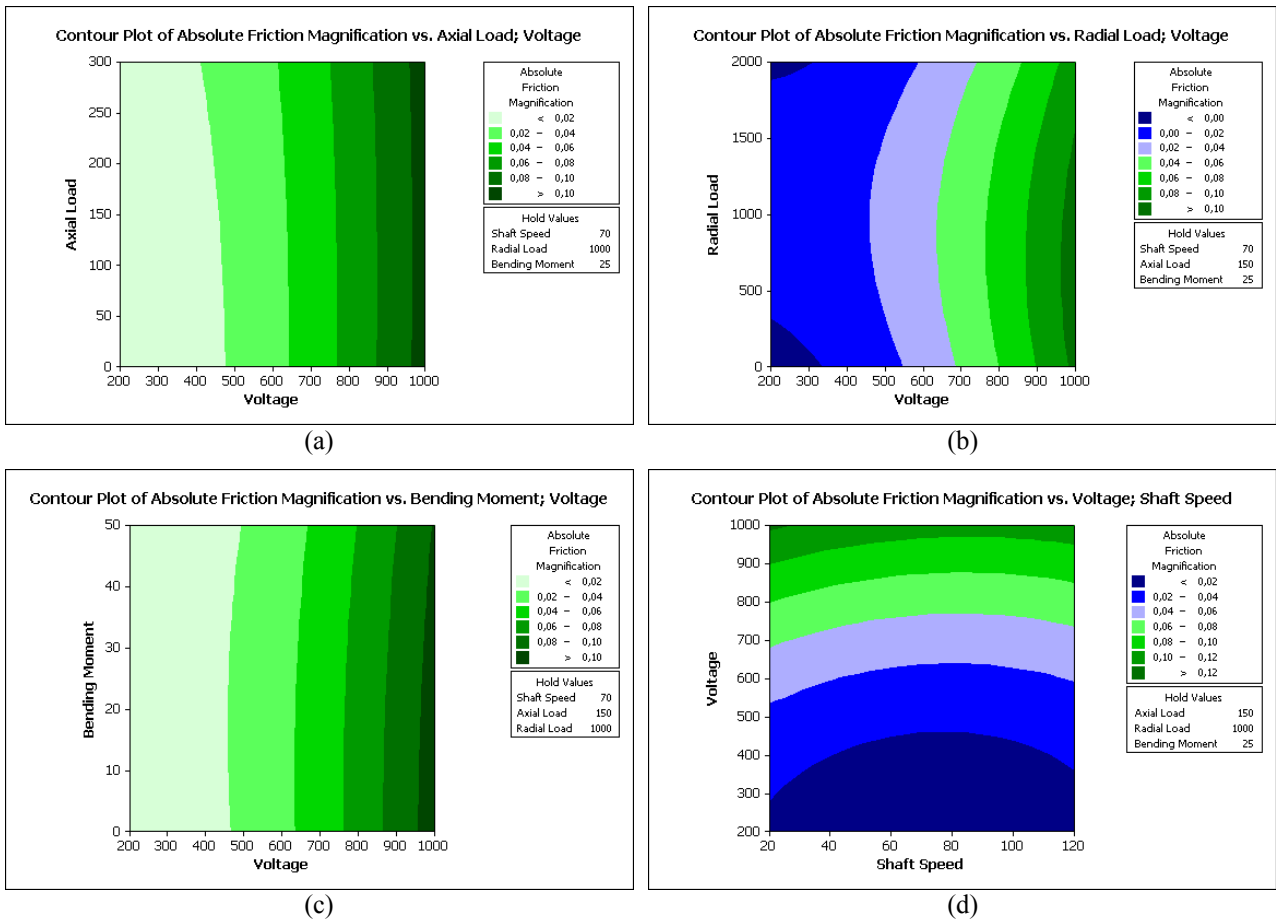 Contour Plot of Absolute Friction Magnification vs. Axial Load; Voltage
Axial Load
300
250
200
150
100
50
0
200 300 400 500 600 700 800 900 1000
Voltage
Absolute
Friction
Magnification
< 0,02
0,02 – 0,04
0,04 – 0,06
0,06 – 0,08
0,08 – 0,10
> 0,10
Hold Values
Shaft Speed 70
Radial Load 1000
Bending Moment 25
(a)
Contour Plot of Absolute Friction Magnification vs. Radial Load; Voltage
Radial Load
2000
1500
1000
500
0
200 300 400 500 600 700 800 900 1000
Voltage
Absolute
Friction
Magnification
< 0,00
0,00 – 0,02
0,02 – 0,04
0,04 – 0,06
0,06 – 0,08
0,08 – 0,10
> 0,10
Hold Values
Shaft Speed 70
Axial Load 150
Bending Moment 25
(b)
Contour Plot of Absolute Friction Magnification vs. Bending Moment; Voltage
Bending Moment
50
40
30
20
10
0
200 300 400 500 600 700 800 900 1000
Voltage
Absolute
Friction
Magnification
< 0,02
0,02 – 0,04
0,04 – 0,06
0,06 – 0,08
0,08 – 0,10
> 0,10
Hold Values
Shaft Speed 70
Axial Load 150
Radial Load 1000
(c)
Contour Plot of Absolute Friction Magnification vs. Voltage; Shaft Speed
Voltage
1000
900
800
700
600
500
400
300
200
20 40 60 80 100 120
Shaft Speed
Absolute
Friction
Magnification
< 0,02
0,02 – 0,04
0,04 – 0,06
0,06 – 0,08
0,08 – 0,10
0,10 – 0,12
> 0,12
Hold Values
Axial Load 150
Radial Load 1000
Bending Moment 25
(d)